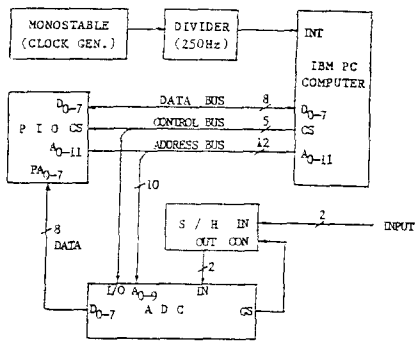 MONOSTABLE
(CLOCK GEN.)
DIVIDER
(250Hz)
INT
IBM PC
COMPUTER
D0-7
CS
A0-11
DATA BUS
8
CONTROL BUS
5
ADDRESS BUS
12
D0-7
P I O CS
A0-11
PA0-7
10
8
DATA
S / H IN
OUT CON
2
INPUT
2
I/O A0-9 IN
D0-7 A D C CS